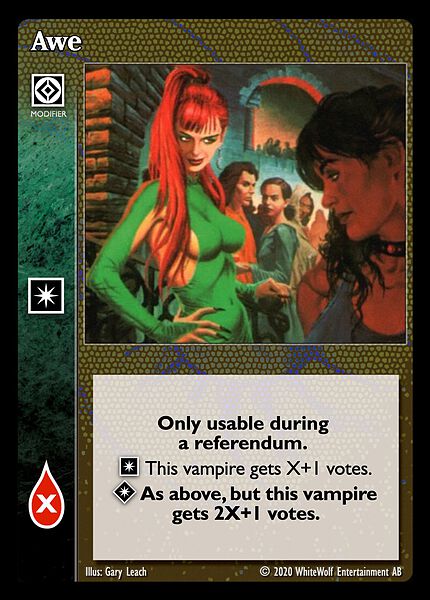 Awe
MODIFIER
Only usable during
a referendum.
This vampire gets X+1 votes.
As above, but this vampire
gets 2X+1 votes.
X
Illus: Gary Leach
© 2020 WhiteWolf Entertainment AB